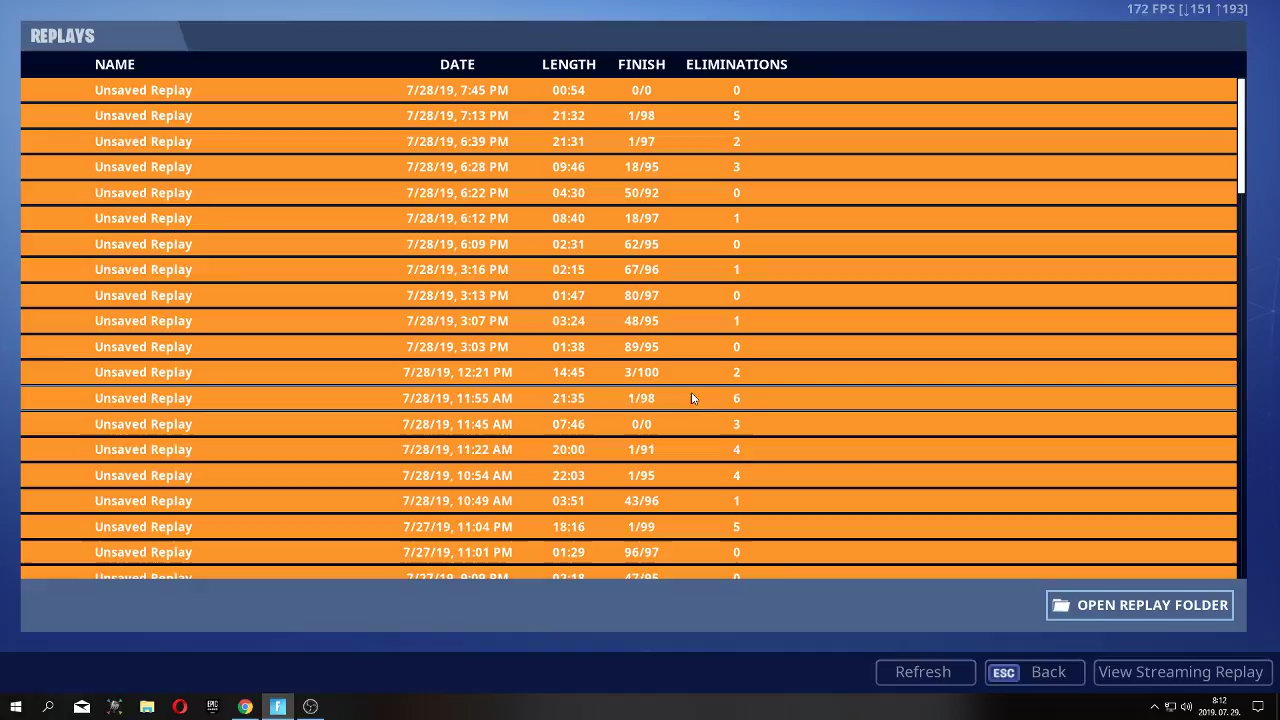 172 FPS [↓151 ↑193]
REPLAYS
NAME DATE LENGTH FINISH ELIMINATIONS
Unsaved Replay 7/28/19, 7:45 PM 00:54 0/0 0
Unsaved Replay 7/28/19, 7:13 PM 21:32 1/98 5
Unsaved Replay 7/28/19, 6:39 PM 21:31 1/97 2
Unsaved Replay 7/28/19, 6:28 PM 09:46 18/95 3
Unsaved Replay 7/28/19, 6:22 PM 04:30 50/92 0
Unsaved Replay 7/28/19, 6:12 PM 08:40 18/97 1
Unsaved Replay 7/28/19, 6:09 PM 02:31 62/95 0
Unsaved Replay 7/28/19, 3:16 PM 02:15 67/96 1
Unsaved Replay 7/28/19, 3:13 PM 01:47 80/97 0
Unsaved Replay 7/28/19, 3:07 PM 03:24 48/95 1
Unsaved Replay 7/28/19, 3:03 PM 01:38 89/95 0
Unsaved Replay 7/28/19, 12:21 PM 14:45 3/100 2
Unsaved Replay 7/28/19, 11:55 AM 21:35 1/98 6
Unsaved Replay 7/28/19, 11:45 AM 07:46 0/0 3
Unsaved Replay 7/28/19, 11:22 AM 20:00 1/91 4
Unsaved Replay 7/28/19, 10:54 AM 22:03 1/95 4
Unsaved Replay 7/28/19, 10:49 AM 03:51 43/96 1
Unsaved Replay 7/27/19, 11:04 PM 18:16 1/99 5
Unsaved Replay 7/27/19, 11:01 PM 01:29 96/97 0
Unsaved Replay 7/27/19, 9:09 PM 02:18 47/95 0
OPEN REPLAY FOLDER
Refresh ESC Back View Streaming Replay
EPIC
F
8:12
2019. 07. 29.